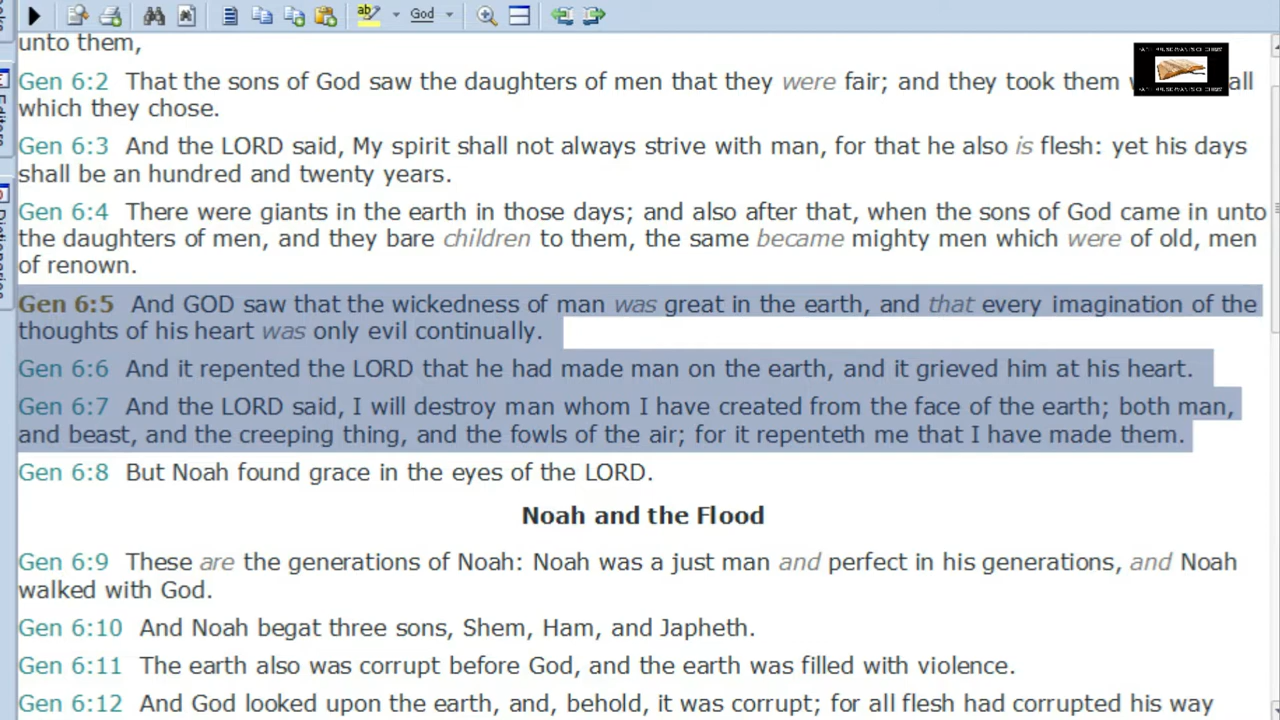 God
unto them,
Gen 6:2 That the sons of God saw the daughters of men that they were fair; and they took them all
which they chose.
Gen 6:3 And the LORD said, My spirit shall not always strive with man, for that he also is flesh: yet his days
shall be an hundred and twenty years.
Gen 6:4 There were giants in the earth in those days; and also after that, when the sons of God came in unto
the daughters of men, and they bare children to them, the same became mighty men which were of old, men
of renown.
Gen 6:5 And GOD saw that the wickedness of man was great in the earth, and that every imagination of the
thoughts of his heart was only evil continually.
Gen 6:6 And it repented the LORD that he had made man on the earth, and it grieved him at his heart.
Gen 6:7 And the LORD said, I will destroy man whom I have created from the face of the earth; both man,
and beast, and the creeping thing, and the fowls of the air; for it repenteth me that I have made them.
Gen 6:8 But Noah found grace in the eyes of the LORD.
Noah and the Flood
Gen 6:9 These are the generations of Noah: Noah was a just man and perfect in his generations, and Noah
walked with God.
Gen 6:10 And Noah begat three sons, Shem, Ham, and Japheth.
Gen 6:11 The earth also was corrupt before God, and the earth was filled with violence.
Gen 6:12 And God looked upon the earth, and, behold, it was corrupt; for all flesh had corrupted his way
Editors